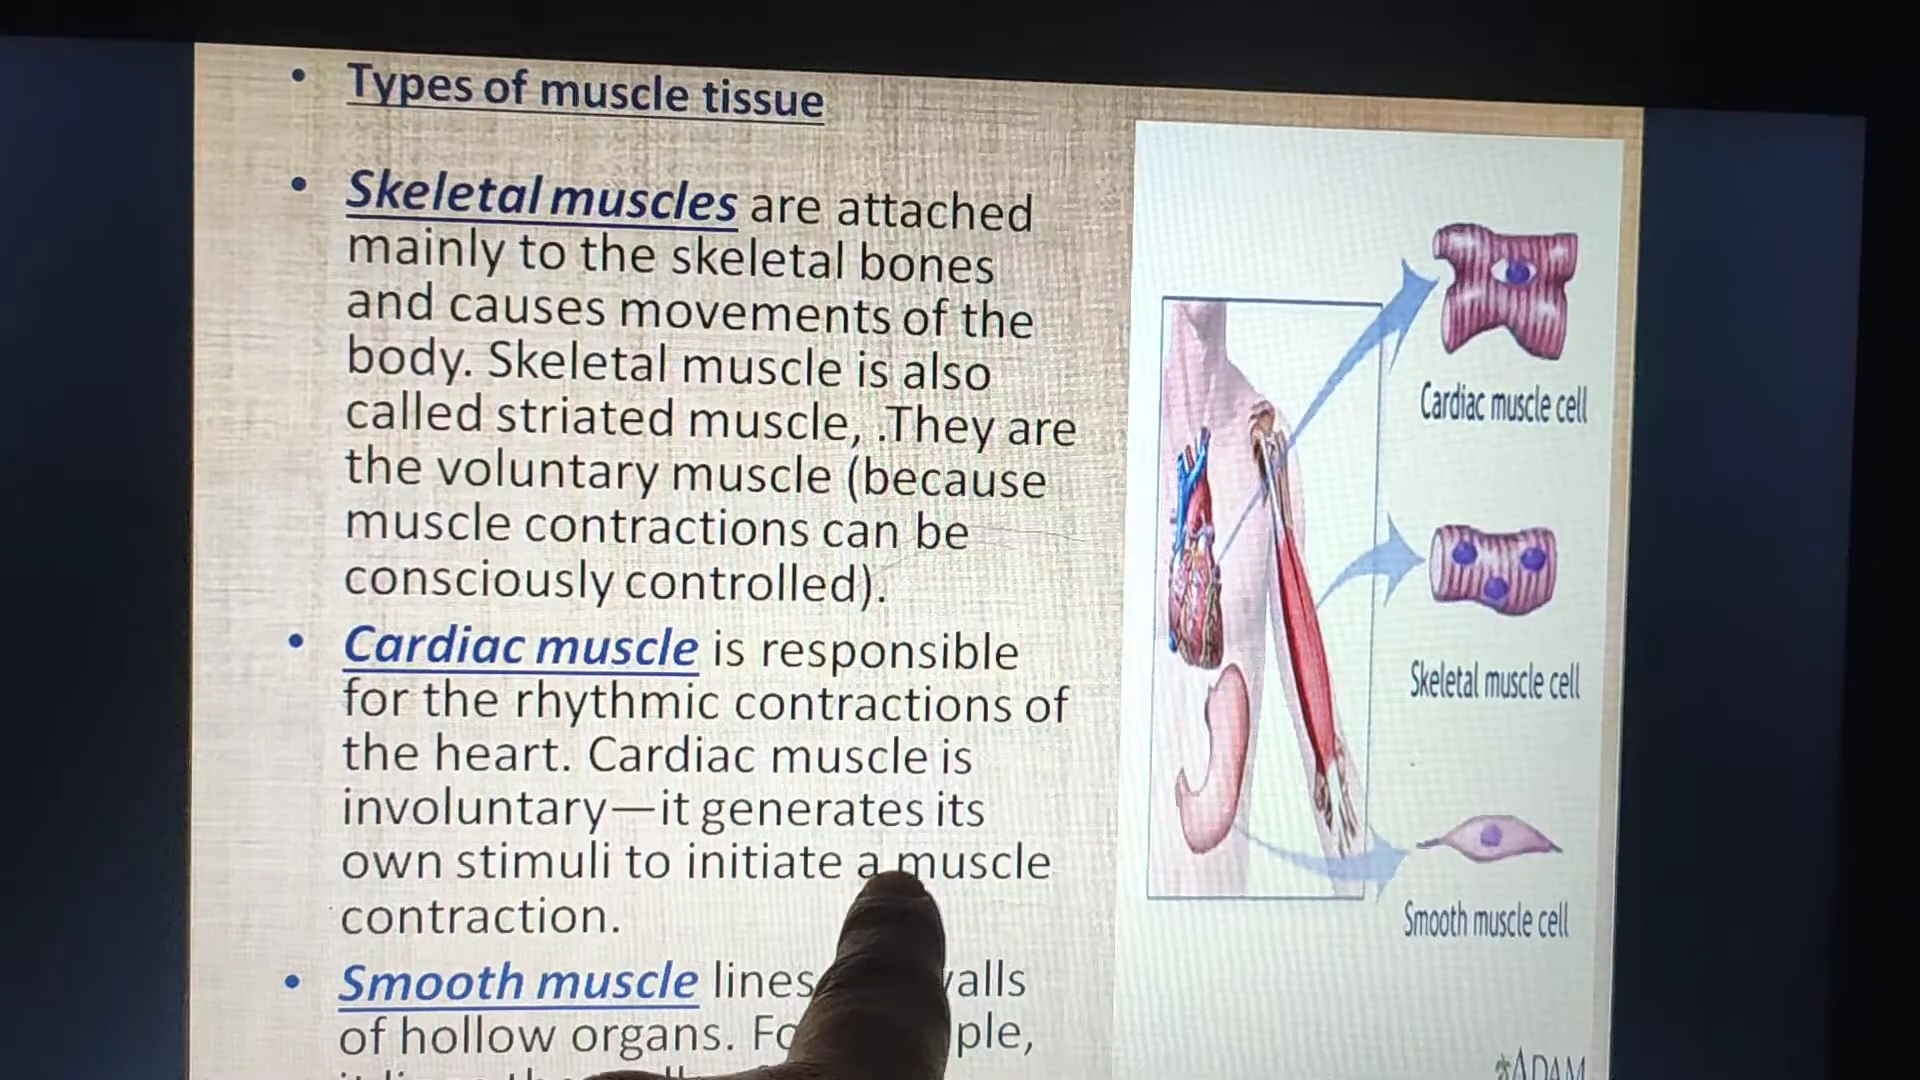 Types of muscle tissue
Skeletal muscles are attached
mainly to the skeletal bones
and causes movements of the
body. Skeletal muscle is also
called striated muscle, .They are
the voluntary muscle (because
muscle contractions can be
consciously controlled).
Cardiac muscle is responsible
for the rhythmic contractions of
the heart. Cardiac muscle is
involuntary—it generates its
own stimuli to initiate a muscle
contraction.
Smooth muscle lines
of hollow organs.
Cardiac muscle cell
Skeletal muscle cell
Smooth muscle cell
ADAM